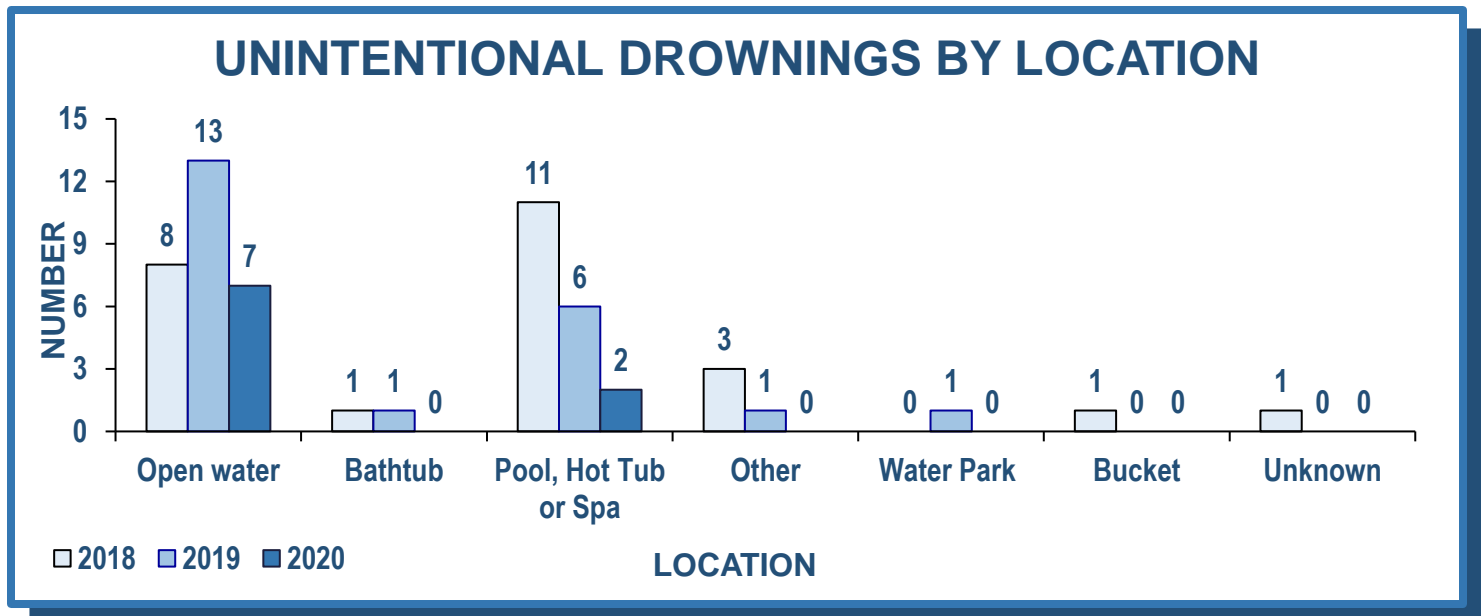 UNINTENTIONAL DROWNINGS BY LOCATION
NUMBER
15
12
9
6
3
0
8 13 7
1 1 0
11 6 2
3 1 0
0 1 0
1 0 0
1 0 0
Open water
Bathtub
Pool, Hot Tub
or Spa
Other
Water Park
Bucket
Unknown
2018 2019 2020
LOCATION